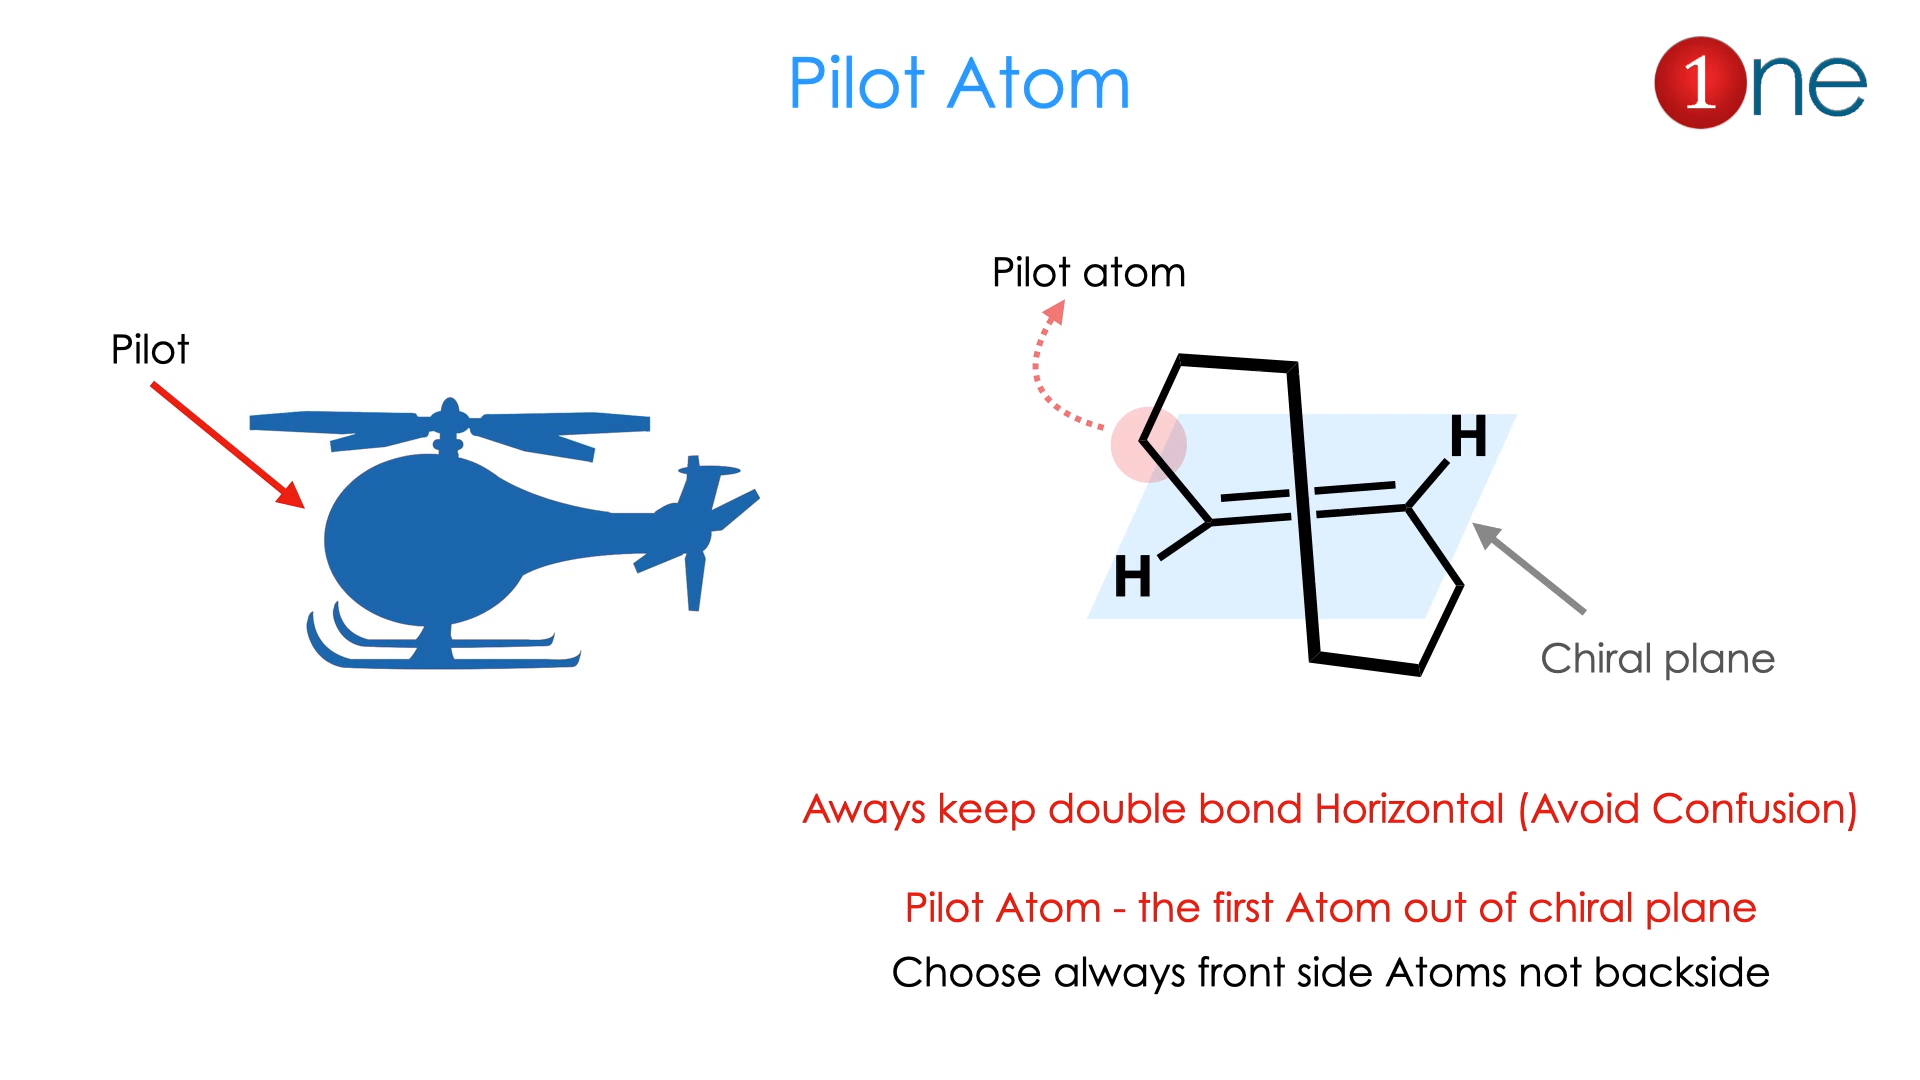 Pilot Atom
1ne
Pilot atom
Pilot
H
H
Chiral plane
Aways keep double bond Horizontal (Avoid Confusion)
Pilot Atom - the first Atom out of chiral plane
Choose always front side Atoms not backside